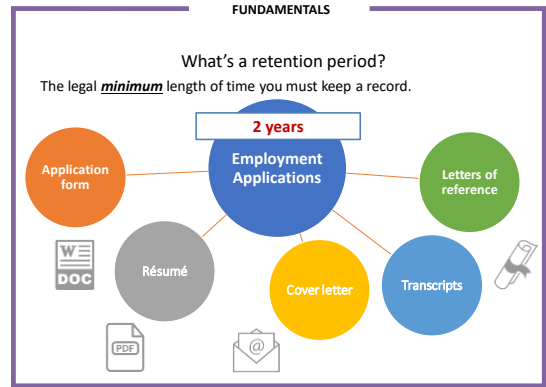 FUNDAMENTALS
What's a retention period?
The legal minimum length of time you must keep a record.
2 years
Employment
Applications
Application
form
Letters of
reference
Résumé
Cover letter
Transcripts
W
DOC
PDF
@